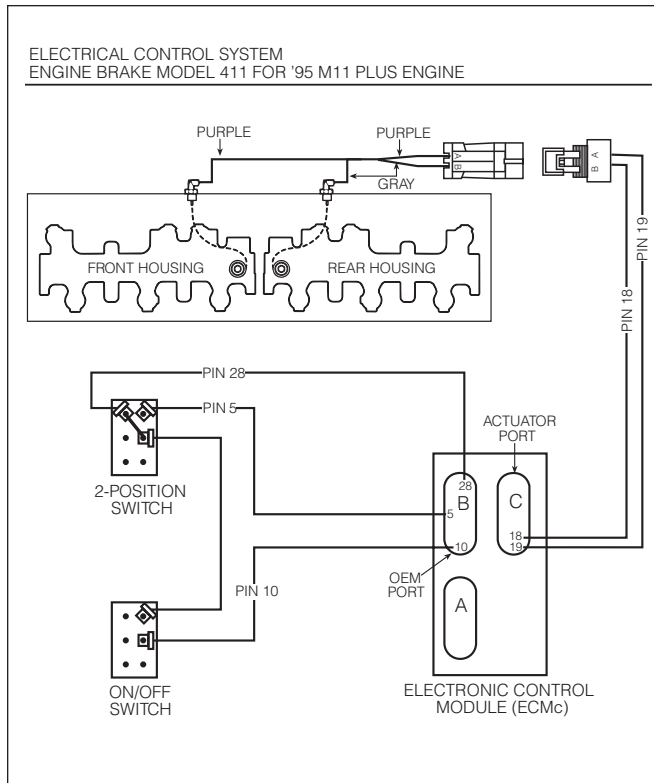 ELECTRICAL CONTROL SYSTEM
ENGINE BRAKE MODEL 411 FOR '95 M11 PLUS ENGINE
PURPLE
PURPLE
A
B
A
B
GRAY
FRONT HOUSING
REAR HOUSING
PIN 19
PIN 18
PIN 28
PIN 5
ACTUATOR
PORT
2-POSITION
SWITCH
28
B
C
5
18
10
19
OEM
PORT
PIN 10
A
ON/OFF
SWITCH
ELECTRONIC CONTROL
MODULE (ECMc)